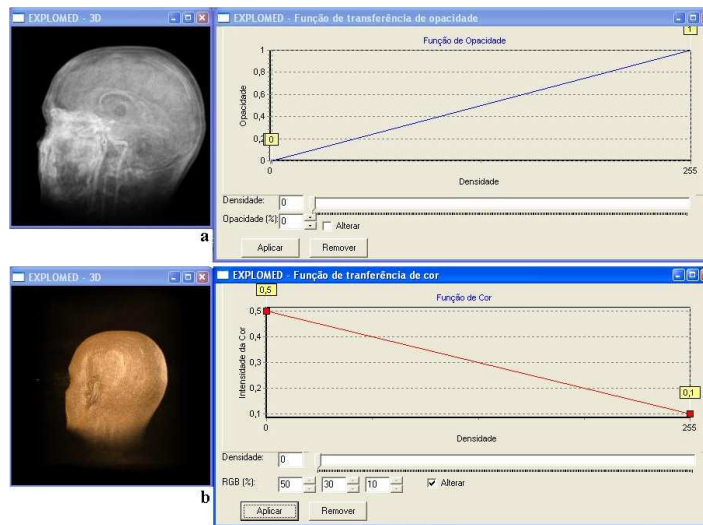 EXPLOMED - 3D
EXPLOMED - Função de transferência de opacidade
Função de Opacidade
1
1
0,8
0,6
0,4
0,2
0
0
Opacidade
0
255
Densidade
Densidade: 0
Opacidade (%): 0
Alterar
Aplicar Remover
a
EXPLOMED - 3D
EXPLOMED - Função de tranferência de cor
0,5
Função de Cor
0,5
0,4
0,3
0,2
0,1
0,1
Intensidade da Cor
0
255
Densidade
Densidade: 0
RGB (%): 50 30 10 Alterar
Aplicar Remover
b